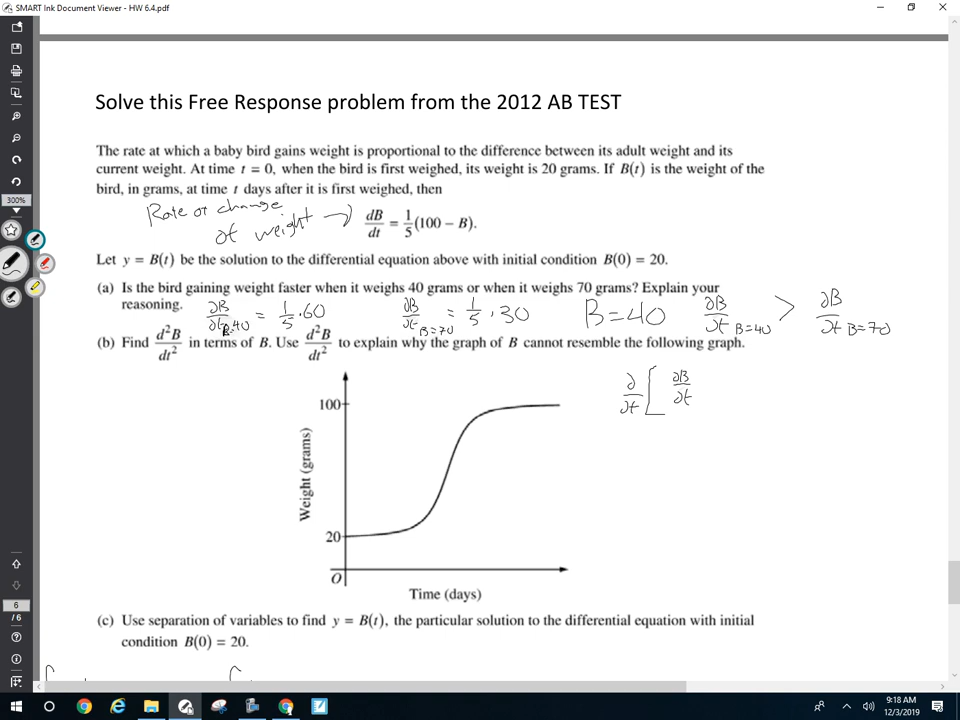 SMART Ink Document Viewer - HW 6.4.pdf
Solve this Free Response problem from the 2012 AB TEST
The rate at which a baby bird gains weight is proportional to the difference between its adult weight and its
current weight. At time t = 0, when the bird is first weighed, its weight is 20 grams. If B(t) is the weight of the
bird, in grams, at time t days after it is first weighed, then
Rate of change
of weight → dB/dt = 1/5(100 − B).
Let y = B(t) be the solution to the differential equation above with initial condition B(0) = 20.
(a) Is the bird gaining weight faster when it weighs 40 grams or when it weighs 70 grams? Explain your
reasoning. ∂B/∂t B=40 = 1/5 · 60 ∂B/∂t B=70 = 1/5 · 30 B=40 ∂B/∂t B=40 > ∂B/∂t B=70
(b) Find d²B/dt² in terms of B. Use d²B/dt² to explain why the graph of B cannot resemble the following graph.
∂/∂t [ ∂B/∂t
100
Weight (grams)
20
O
Time (days)
(c) Use separation of variables to find y = B(t), the particular solution to the differential equation with initial
condition B(0) = 20.
300%
6
/ 6
9:18 AM
12/3/2019